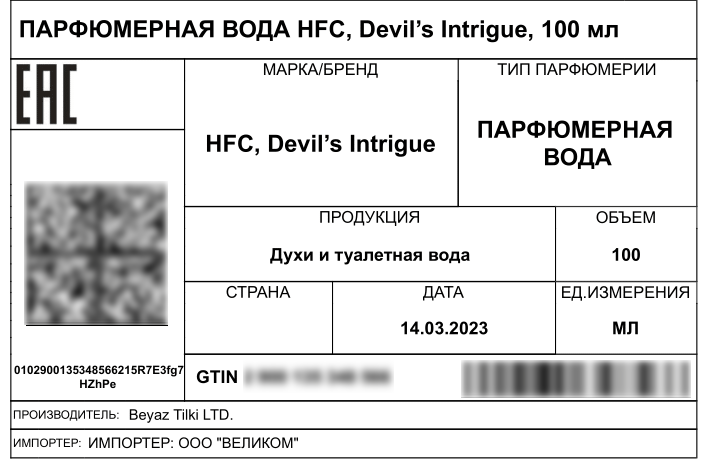 ПАРФЮМЕРНАЯ ВОДА HFC, Devil’s Intrigue, 100 мл
EAC
МАРКА/БРЕНД
HFC, Devil’s Intrigue
ТИП ПАРФЮМЕРИИ
ПАРФЮМЕРНАЯ
ВОДА
ПРОДУКЦИЯ
Духи и туалетная вода
ОБЪЕМ
100
СТРАНА
ДАТА
14.03.2023
ЕД.ИЗМЕРЕНИЯ
МЛ
0102900135348566215R7E3fg7
HZhPe
GTIN
ПРОИЗВОДИТЕЛЬ: Beyaz Tilki LTD.
ИМПОРТЕР: ИМПОРТЕР: ООО "ВЕЛИКОМ"